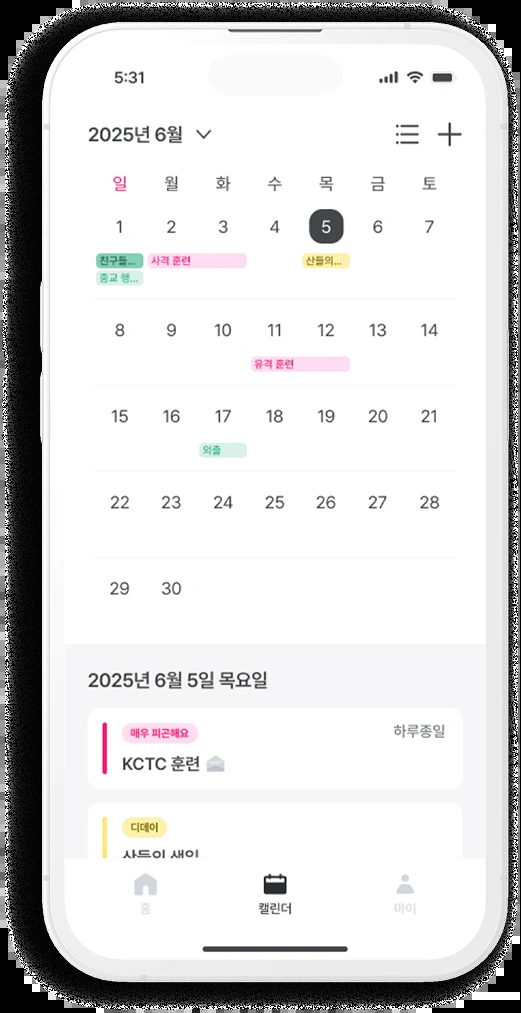 5:31
2025년 6월
일 월 화 수 목 금 토
1 2 3 4 5 6 7
친구들... 사격 훈련 산들의...
종교 행...
8 9 10 11 12 13 14
유격 훈련
15 16 17 18 19 20 21
외출
22 23 24 25 26 27 28
29 30
2025년 6월 5일 목요일
매우 피곤해요 하루종일
KCTC 훈련
디데이
산들의 생일
홈 캘린더 마이